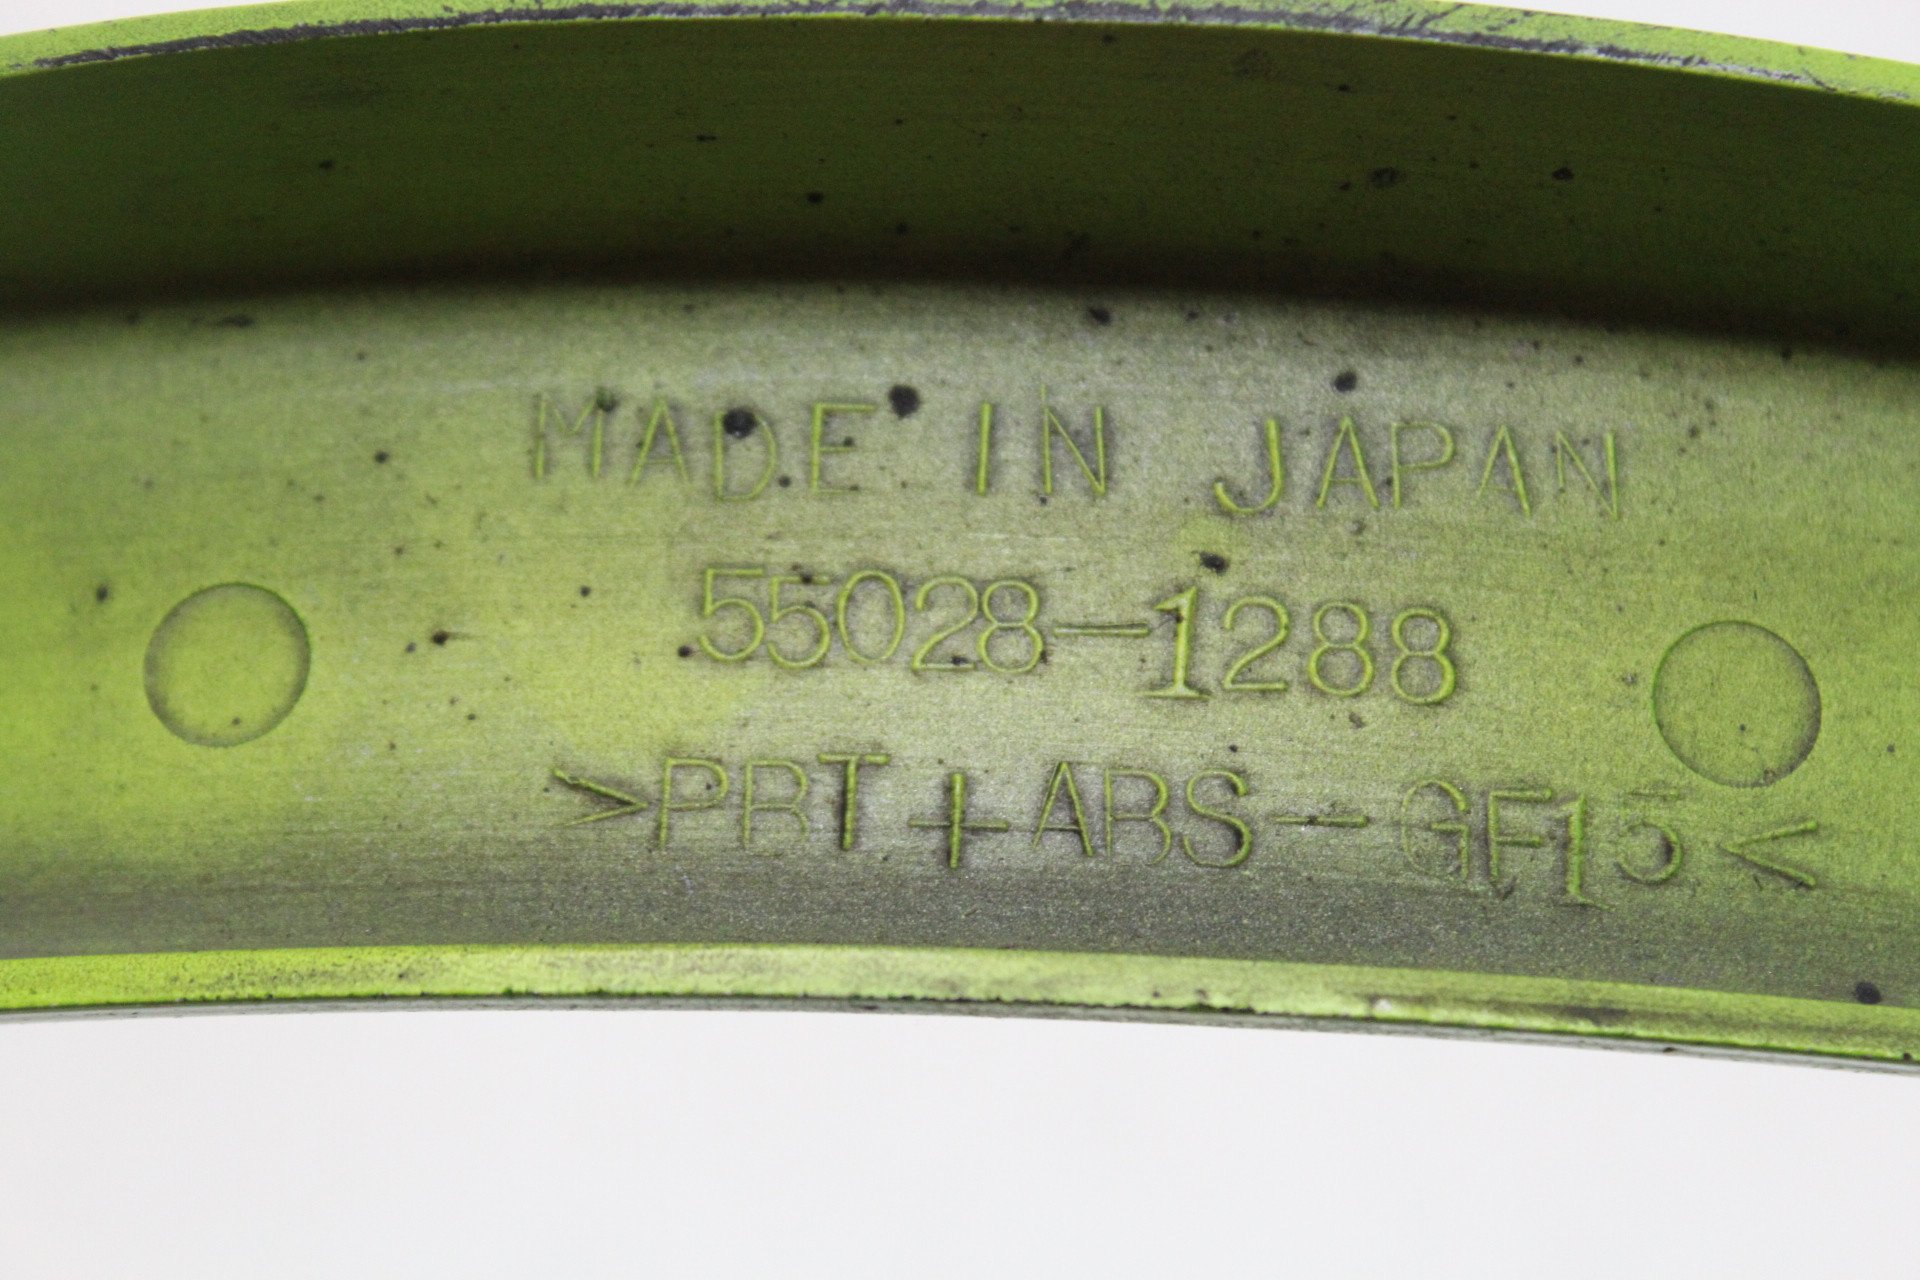 MADE IN JAPAN
55028-1288
>PBT+ABS-GF15<